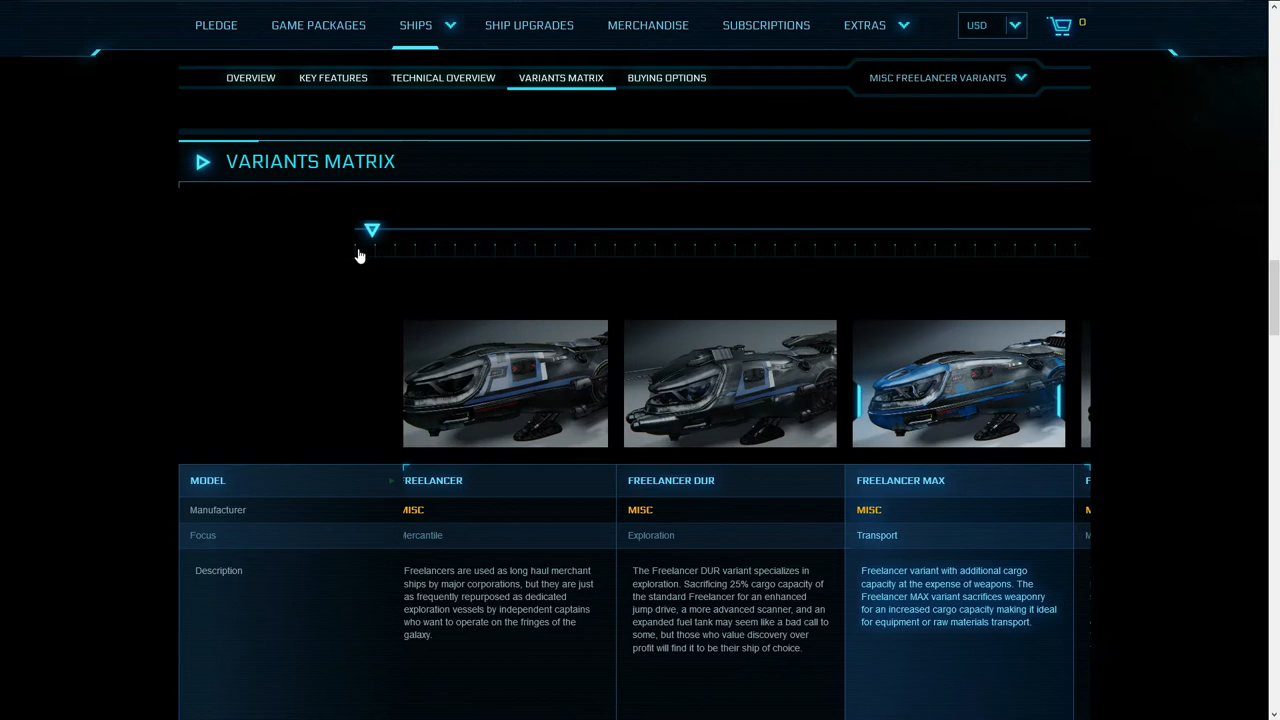 PLEDGE GAME PACKAGES SHIPS SHIP UPGRADES MERCHANDISE SUBSCRIPTIONS EXTRAS USD 0
OVERVIEW KEY FEATURES TECHNICAL OVERVIEW VARIANTS MATRIX BUYING OPTIONS MISC FREELANCER VARIANTS
VARIANTS MATRIX
MODEL REELANCER FREELANCER DUR FREELANCER MAX F
Manufacturer MISC MISC MISC
Focus Mercantile Exploration Transport
Description
Freelancers are used as long haul merchant
ships by major corporations, but they are just
as frequently repurposed as dedicated
exploration vessels by independent captains
who want to operate on the fringes of the
galaxy.
The Freelancer DUR variant specializes in
exploration. Sacrificing 25% cargo capacity of
the standard Freelancer for an enhanced
jump drive, a more advanced scanner, and an
expanded fuel tank may seem like a bad call to
some, but those who value discovery over
profit will find it to be their ship of choice.
Freelancer variant with additional cargo
capacity at the expense of weapons. The
Freelancer MAX variant sacrifices weaponry
for an increased cargo capacity making it ideal
for equipment or raw materials transport.